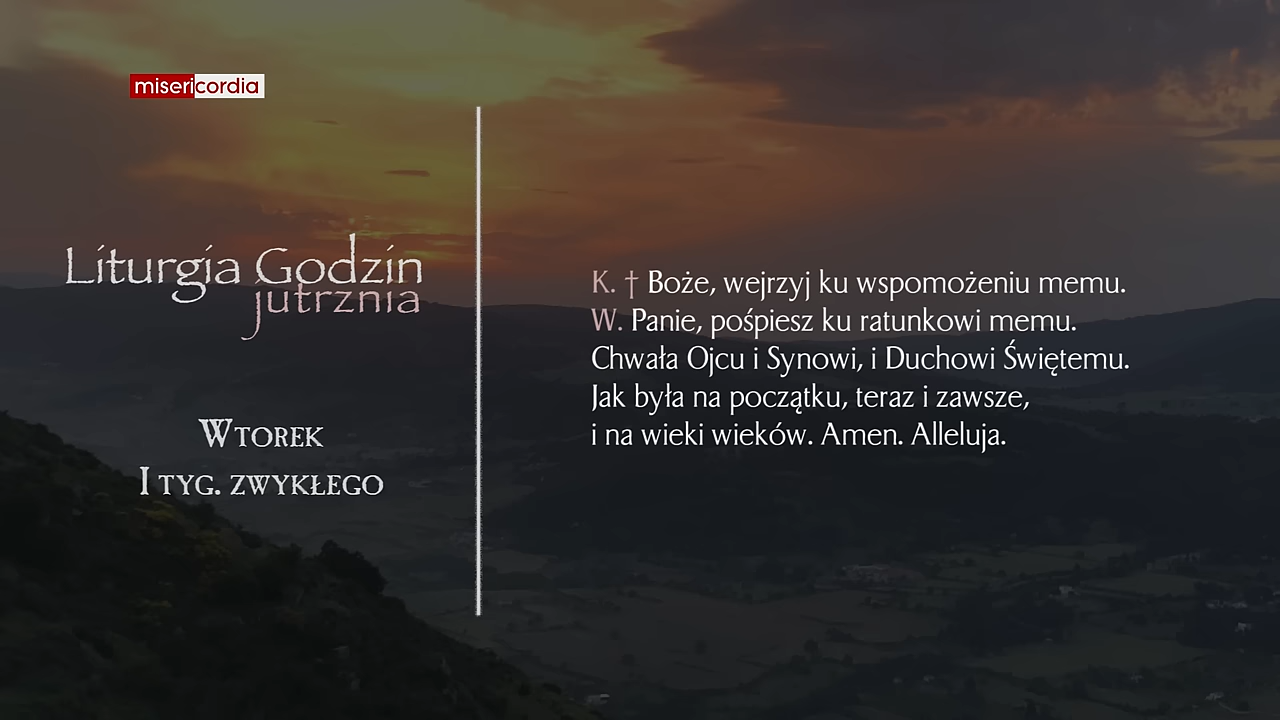 misericordia
Liturgia Godzin
jutrznia
Wtorek
I tyg. zwykłego
K. † Boże, wejrzyj ku wspomożeniu memu.
W. Panie, pośpiesz ku ratunkowi memu.
Chwała Ojcu i Synowi, i Duchowi Świętemu.
Jak była na początku, teraz i zawsze,
i na wieki wieków. Amen. Alleluja.